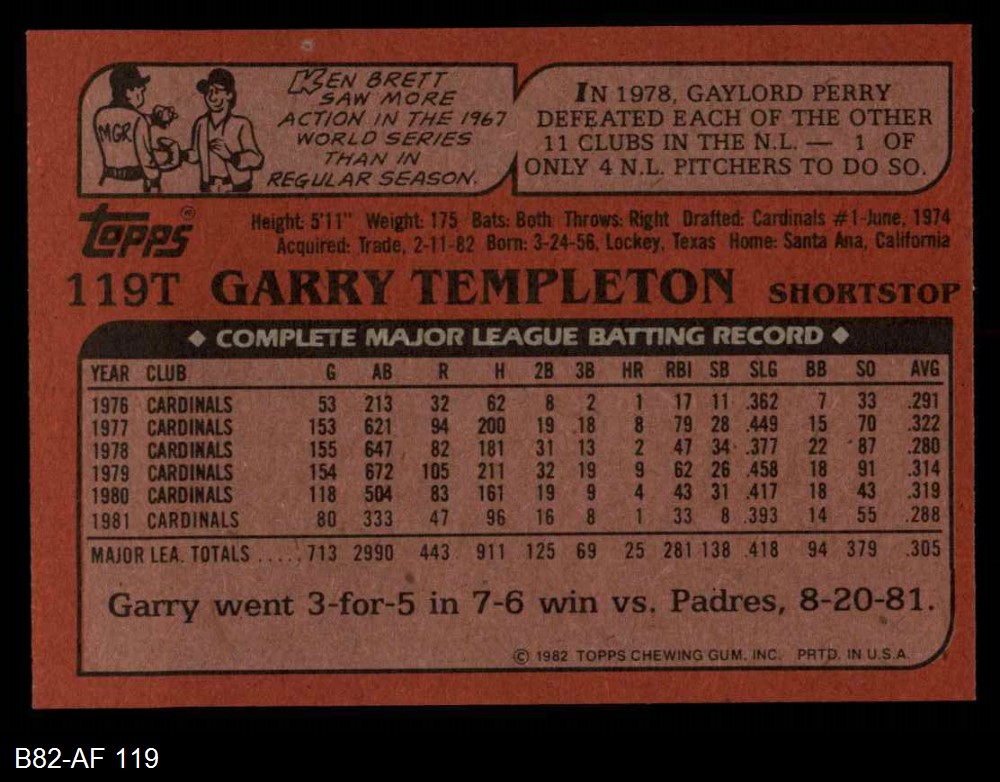 MGR
KEN BRETT
SAW MORE
ACTION IN THE 1967
WORLD SERIES
THAN IN
REGULAR SEASON.
IN 1978, GAYLORD PERRY
DEFEATED EACH OF THE OTHER
11 CLUBS IN THE N.L. — 1 OF
ONLY 4 N.L. PITCHERS TO DO SO.
Topps®
Height: 5'11" Weight: 175 Bats: Both Throws: Right Drafted: Cardinals #1-June, 1974
Acquired: Trade, 2-11-82 Born: 3-24-56, Lockey, Texas Home: Santa Ana, California
119T GARRY TEMPLETON SHORTSTOP
◆ COMPLETE MAJOR LEAGUE BATTING RECORD ◆
YEAR CLUB G AB R H 2B 3B HR RBI SB SLG BB SO AVG
1976 CARDINALS 53 213 32 62 8 2 1 17 11 .362 7 33 .291
1977 CARDINALS 153 621 94 200 19 18 8 79 28 .449 15 70 .322
1978 CARDINALS 155 647 82 181 31 13 2 47 34 .377 22 87 .280
1979 CARDINALS 154 672 105 211 32 19 9 62 26 .458 18 91 .314
1980 CARDINALS 118 504 83 161 19 9 4 43 31 .417 18 43 .319
1981 CARDINALS 80 333 47 96 16 8 1 33 8 .393 14 55 .288
MAJOR LEA. TOTALS ..... 713 2990 443 911 125 69 25 281 138 .418 94 379 .305
Garry went 3-for-5 in 7-6 win vs. Padres, 8-20-81.
© 1982 TOPPS CHEWING GUM, INC. PRTD. IN U.S.A.
B82-AF 119